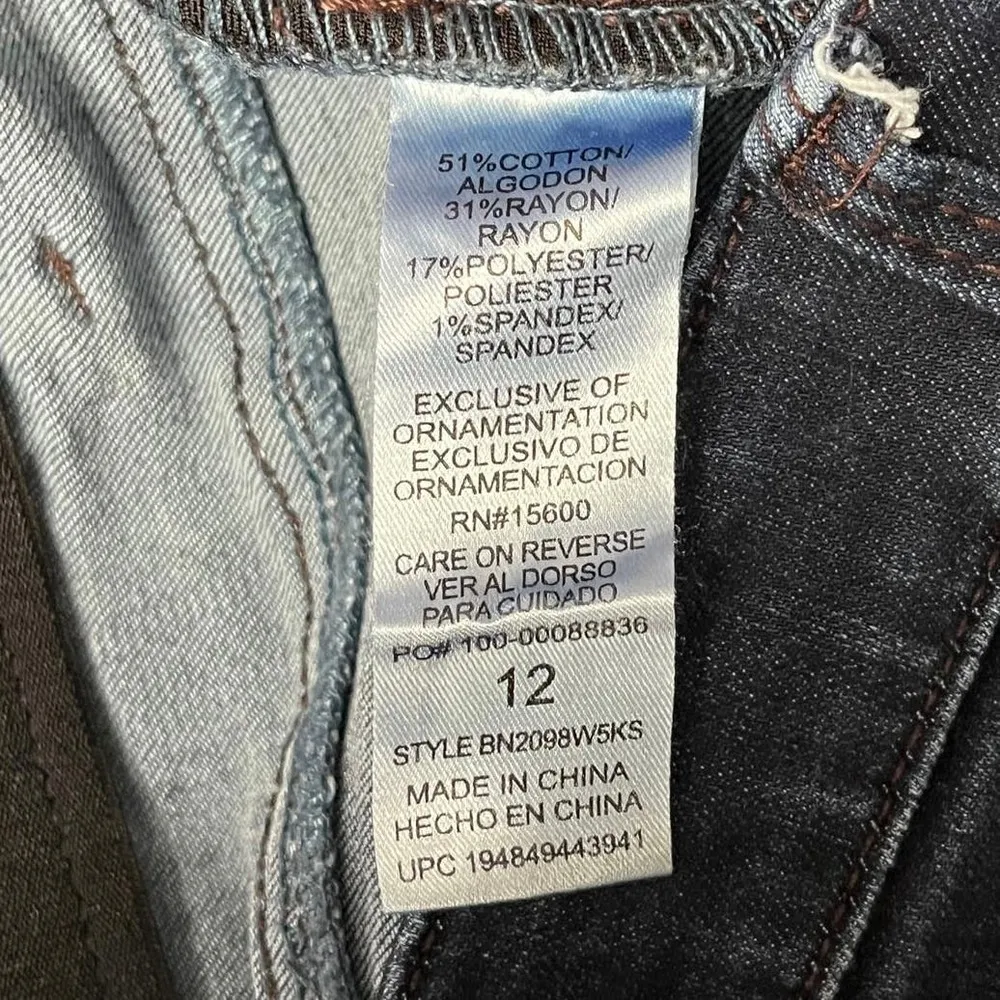 51%COTTON/
ALGODON
31%RAYON/
RAYON
17%POLYESTER/
POLIESTER
1%SPANDEX/
SPANDEX
EXCLUSIVE OF
ORNAMENTATION
EXCLUSIVO DE
ORNAMENTACION
RN#15600
CARE ON REVERSE
VER AL DORSO
PARA CUIDADO
PO# 100-00088836
12
STYLE BN2098W5KS
MADE IN CHINA
HECHO EN CHINA
UPC 194849443941